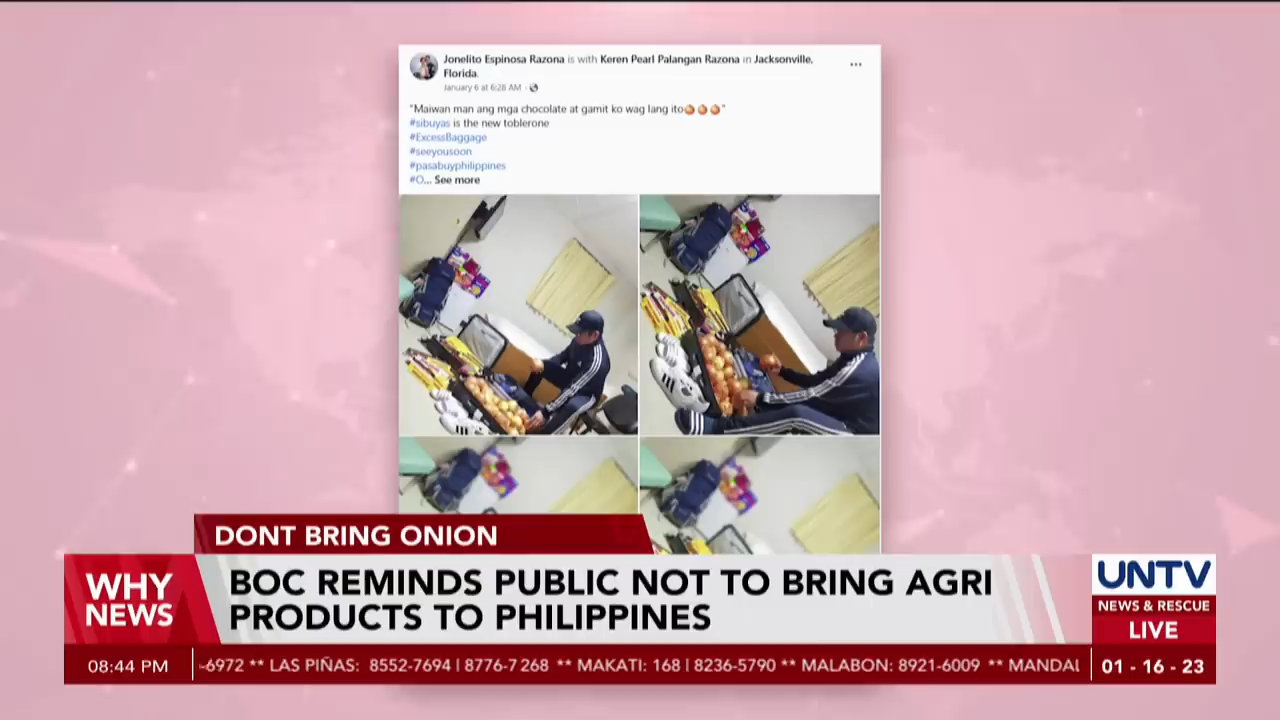 Jonelito Espinosa Razona is with Keren Pearl Palangan Razona in Jacksonville,
Florida.
January 6 at 6:28 AM
"Maiwan man ang mga chocolate at gamit ko wag lang ito🧅🧅🧅"
#sibuyas is the new toblerone
#ExcessBaggage
#seeyousoon
#pasabuyphilippines
#O... See more
DONT BRING ONION
WHY
NEWS
BOC REMINDS PUBLIC NOT TO BRING AGRI
PRODUCTS TO PHILIPPINES
UNTV
NEWS & RESCUE
LIVE
08:44 PM
-6972 ** LAS PIÑAS: 8552-7694 | 8776-7268 ** MAKATI: 168 | 8236-5790 ** MALABON: 8921-6009 ** MANDAL
01 - 16 - 23